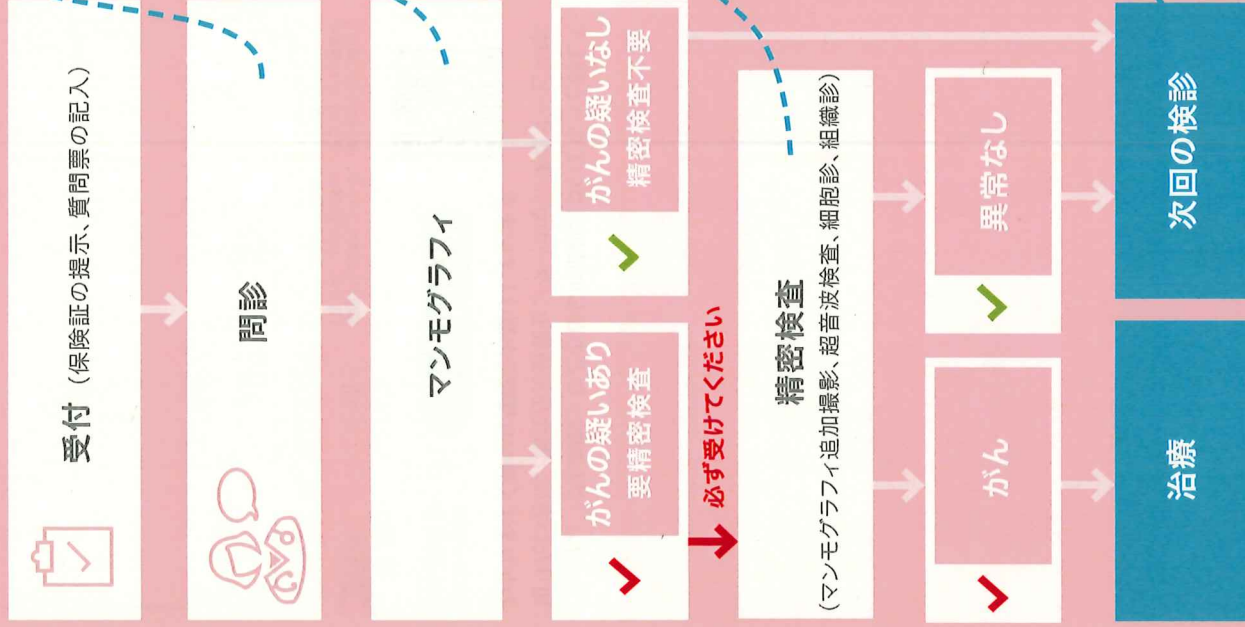 受付（保険証の提示、質問票の記入）
問診
マンモグラフィ
がんの疑いあり
要精密検査
がんの疑いなし
精密検査不要
必ず受けてください
精密検査
（マンモグラフィ追加撮影、超音波検査、細胞診、組織診）
がん
異常なし
治療
次回の検診